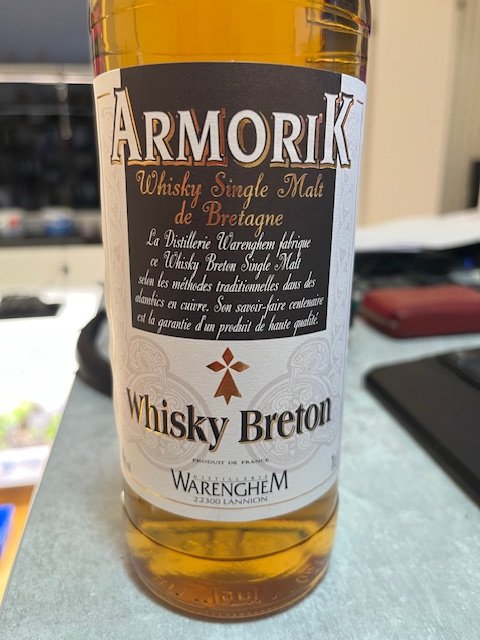 ARMORIK
Whisky Single Malt
de Bretagne
La Distillerie Warenghem fabrique
ce Whisky Breton Single Malt
selon les méthodes traditionnelles dans des
alambics en cuivre. Son savoir-faire centenaire
est la garantie d'un produit de haute qualité.
Whisky Breton
PRODUIT DE FRANCE
DISTILLERIE
WARENGHEM
22300 LANNION